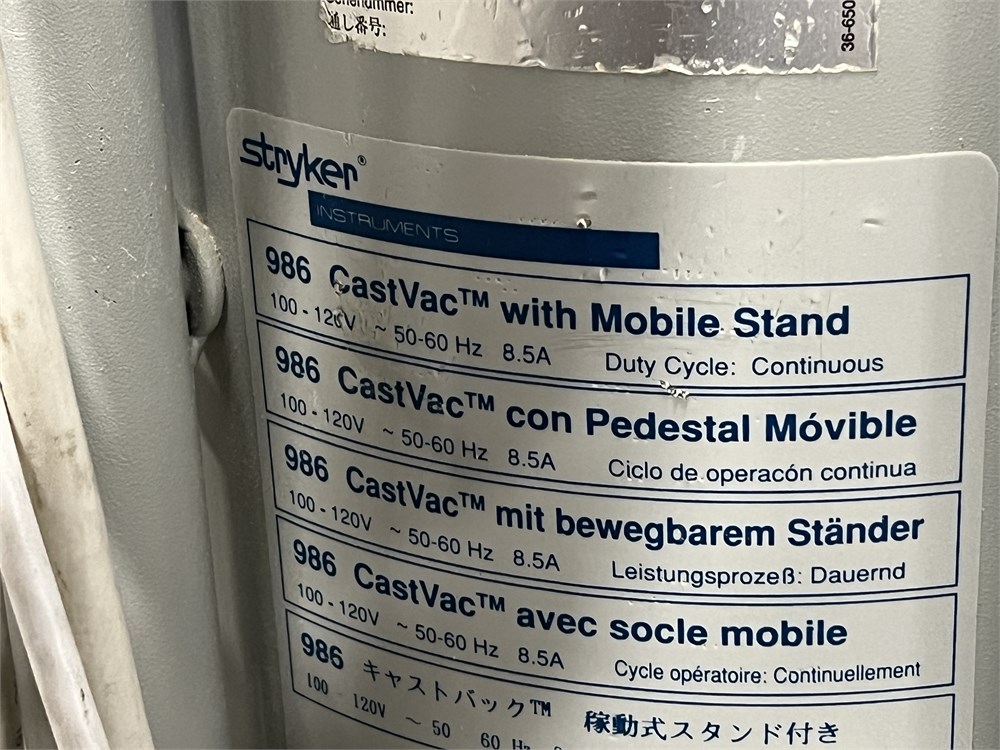 nummer:
通し番号:
36-650
stryker®
INSTRUMENTS
986 CastVac™ with Mobile Stand
100 - 120V ~ 50-60 Hz 8.5A Duty Cycle: Continuous
986 CastVac™ con Pedestal Móvible
100 - 120V ~ 50-60 Hz 8.5A Ciclo de operacón continua
986 CastVac™ mit bewegbarem Ständer
100 - 120V ~ 50-60 Hz 8.5A Leistungsprozeß: Dauernd
986 CastVac™ avec socle mobile
100 - 120V ~ 50-60 Hz 8.5A Cycle opératoire: Continuellement
986 キャストバック™ 稼動式スタンド付き
100 120V ~ 50 60 Hz